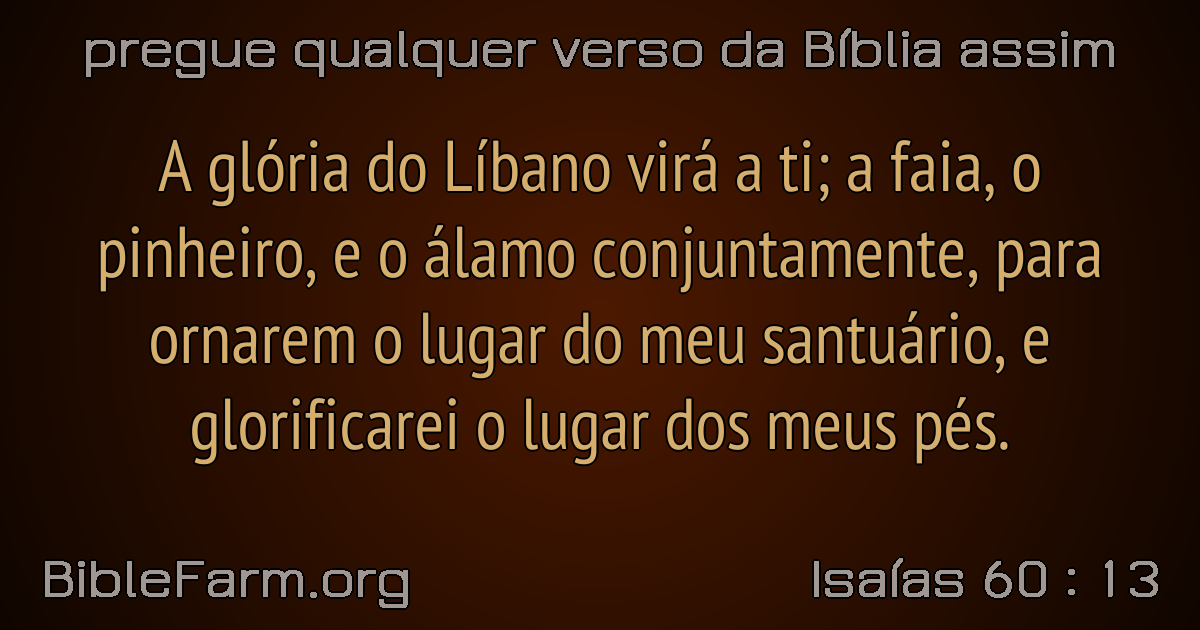 pregue qualquer verso da Bíblia assim
A glória do Líbano virá a ti; a faia, o
pinheiro, e o álamo conjuntamente, para
ornarem o lugar do meu santuário, e
glorificarei o lugar dos meus pés.
BibleFarm.org
Isaías 60 : 13